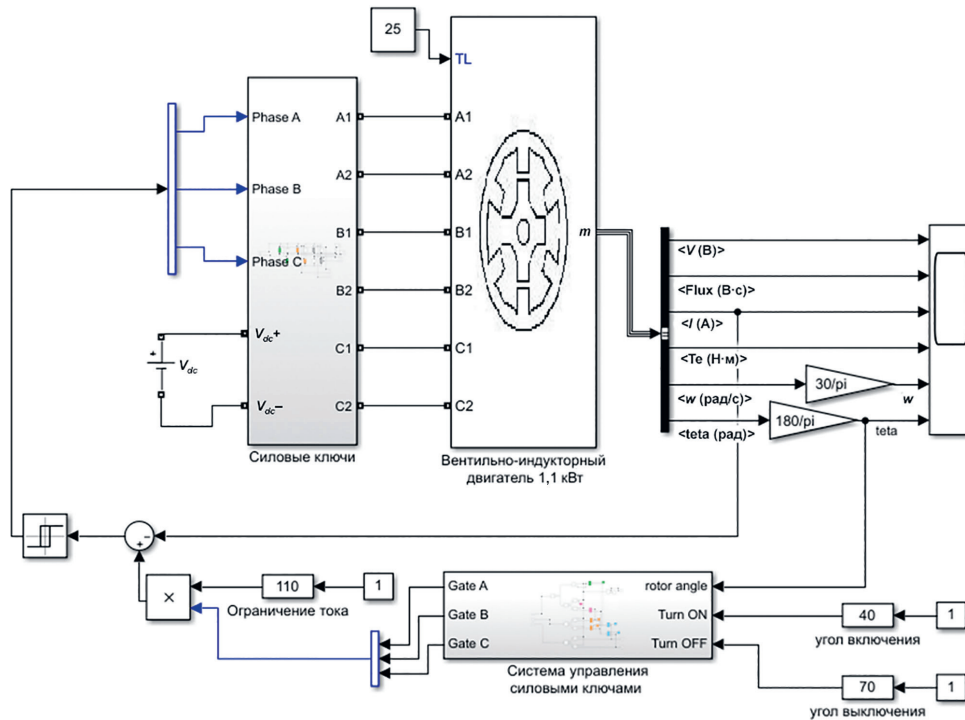 25
TL
Phase A
A1
A1
Phase B
A2
A2
B1
B1
m
Phase C
B2
B2
<V (В)>
<Flux (В·с)>
<I (А)>
<Te (Н·м)>
<w (рад/с)>
<teta (рад)>
30/pi
w
180/pi
teta
Vdc+
C1
C1
Vdc
Vdc–
C2
C2
Силовые ключи
Вентильно-индукторный
двигатель 1,1 кВт
–
+
×
110
1
Ограничение тока
Gate A
Gate B
Gate C
rotor angle
Turn ON
Turn OFF
Система управления
силовыми ключами
40
1
угол включения
70
1
угол выключения